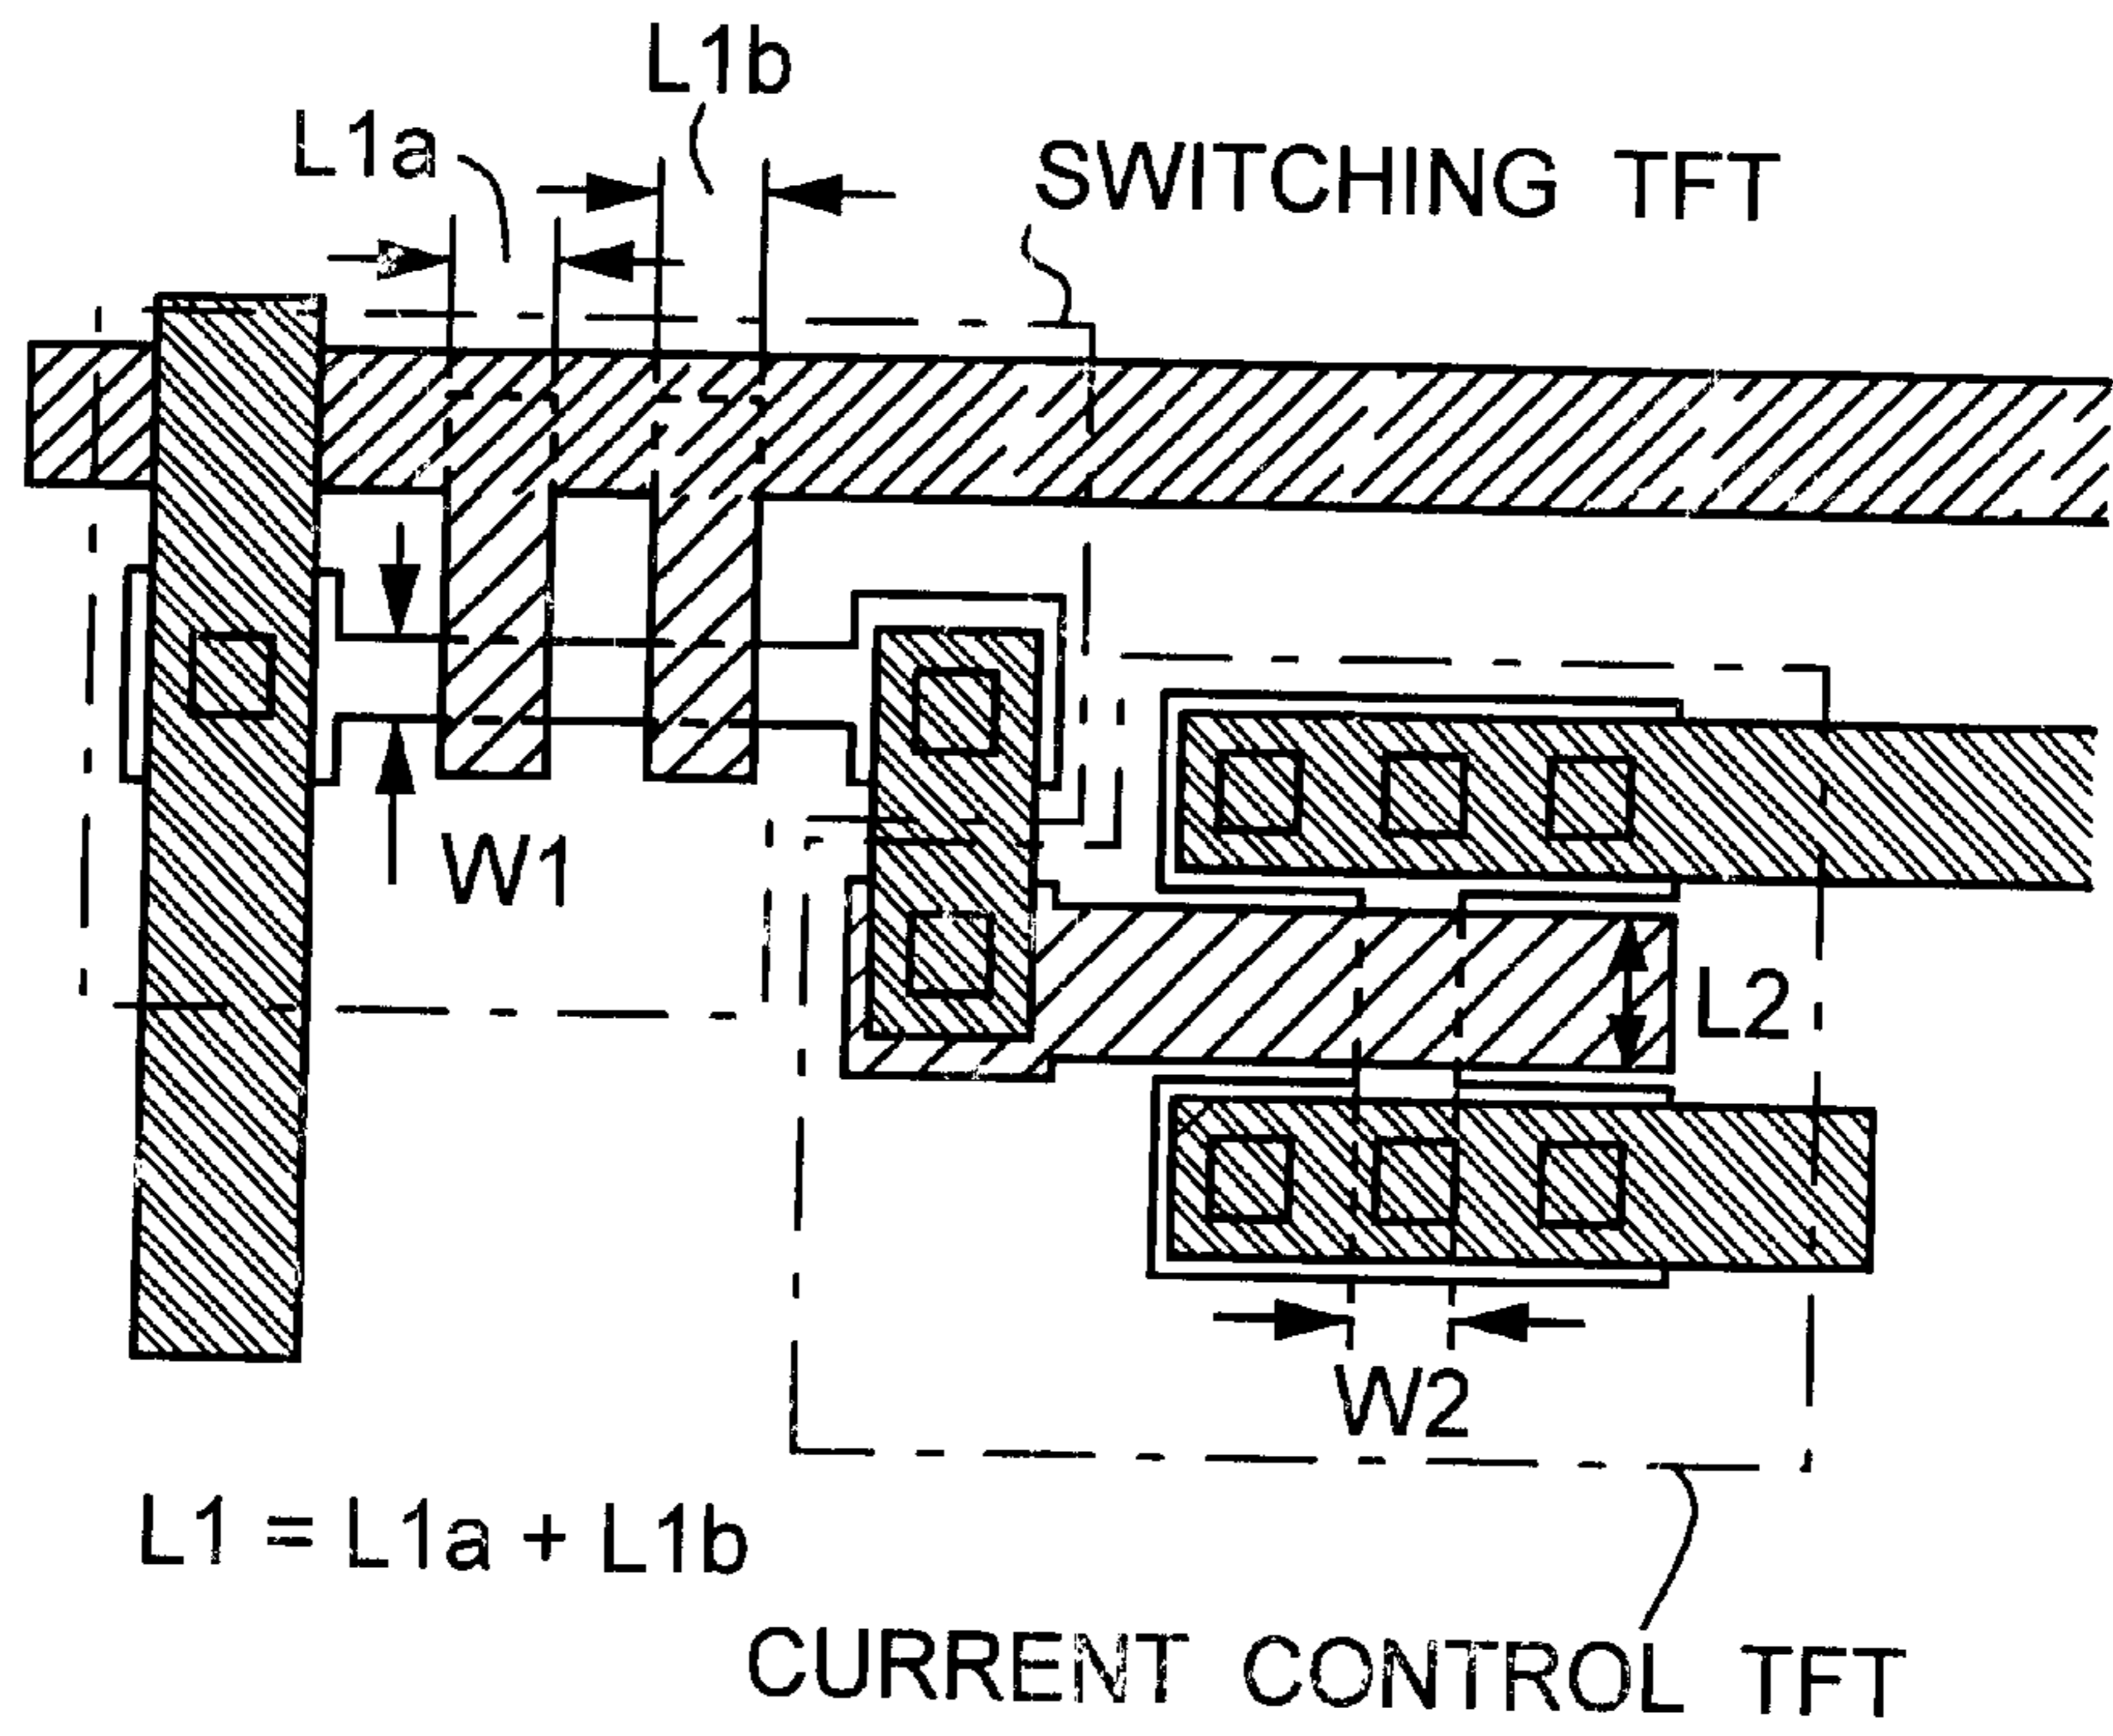 L1b
L1a
SWITCHING TFT
W1
L2
W2
L1 = L1a + L1b
CURRENT CONTROL TFT